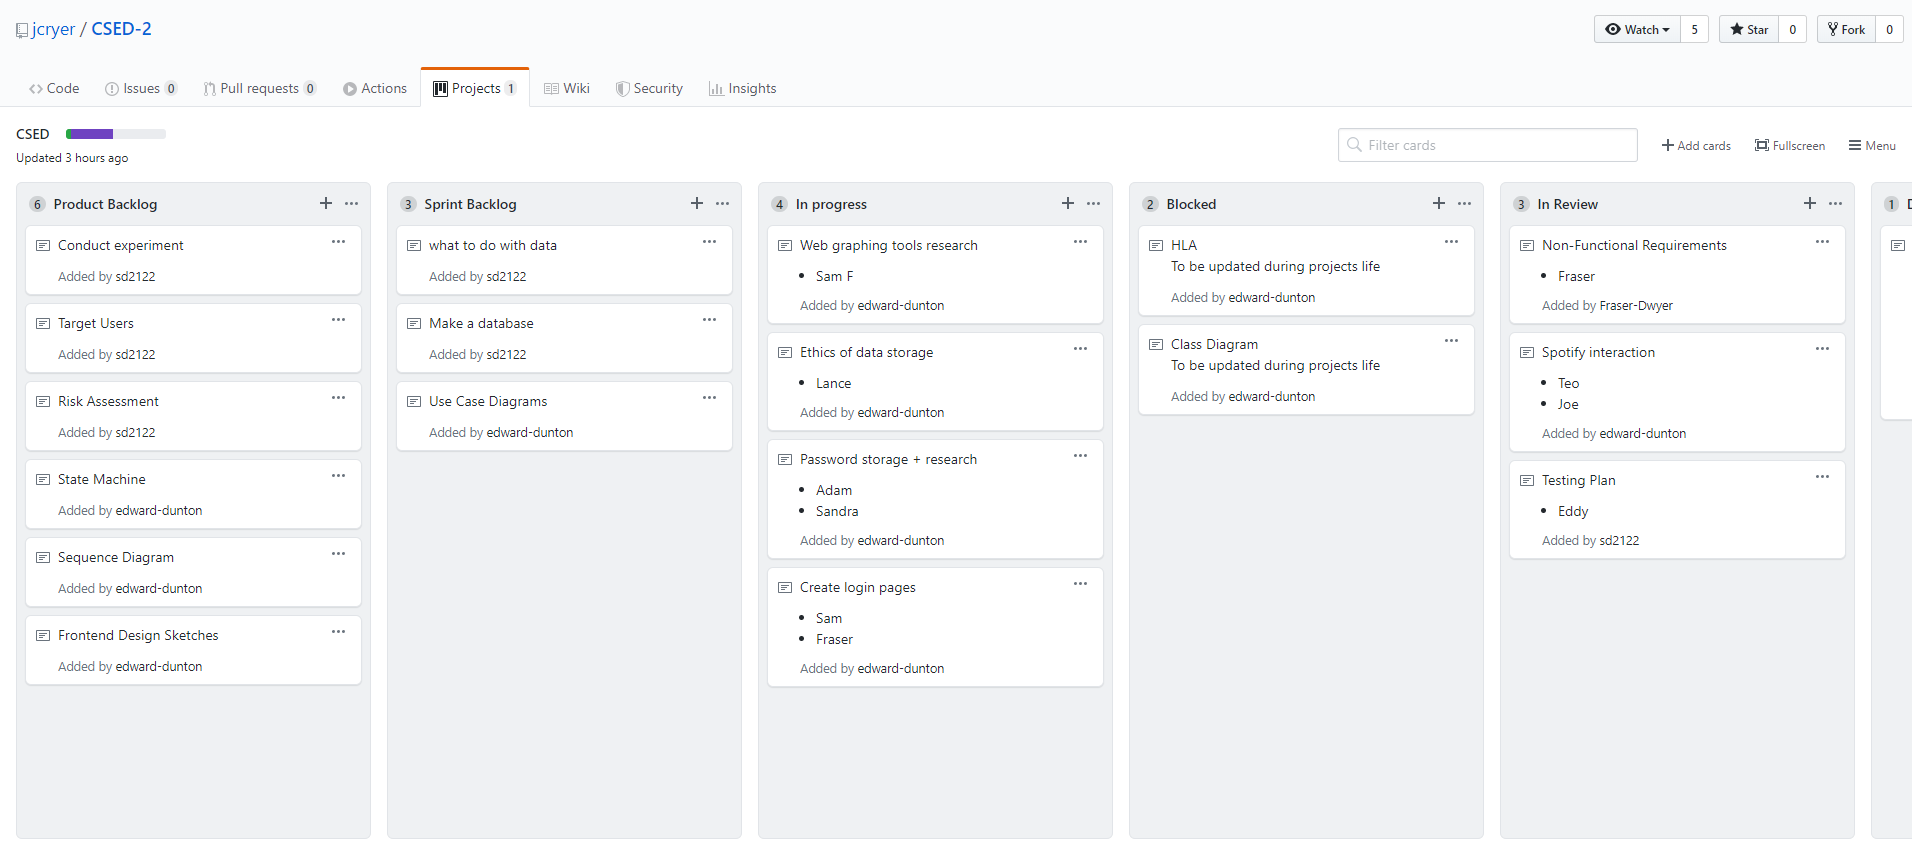 jcryer / CSED-2
Watch 5 Star 0 Fork 0
Code Issues 0 Pull requests 0 Actions Projects 1 Wiki Security Insights
CSED
Updated 3 hours ago
Filter cards
Add cards Fullscreen Menu
6 Product Backlog
Conduct experiment
Added by sd2122
Target Users
Added by sd2122
Risk Assessment
Added by sd2122
State Machine
Added by edward-dunton
Sequence Diagram
Added by edward-dunton
Frontend Design Sketches
Added by edward-dunton
3 Sprint Backlog
what to do with data
Added by sd2122
Make a database
Added by sd2122
Use Case Diagrams
Added by edward-dunton
4 In progress
Web graphing tools research
Sam F
Added by edward-dunton
Ethics of data storage
Lance
Added by edward-dunton
Password storage + research
Adam
Sandra
Added by edward-dunton
Create login pages
Sam
Fraser
Added by edward-dunton
2 Blocked
HLA
To be updated during projects life
Added by edward-dunton
Class Diagram
To be updated during projects life
Added by edward-dunton
3 In Review
Non-Functional Requirements
Fraser
Added by Fraser-Dwyer
Spotify interaction
Teo
Joe
Added by edward-dunton
Testing Plan
Eddy
Added by sd2122
1